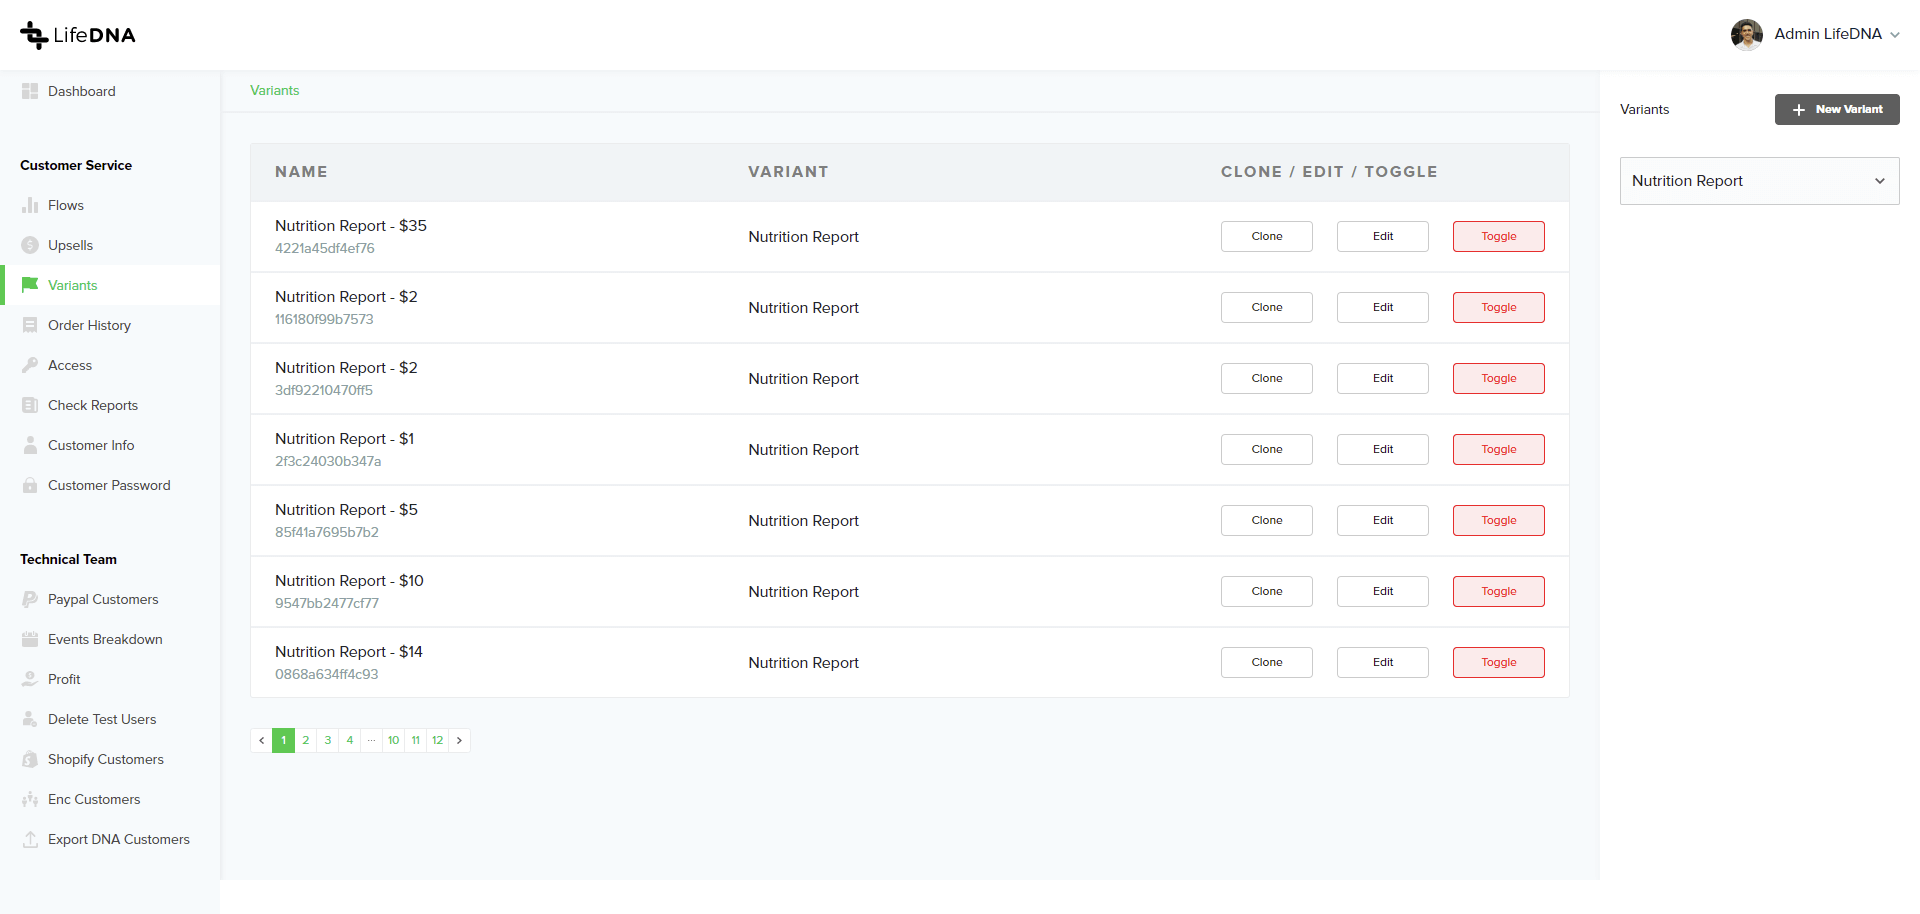 LifeDNA
Admin LifeDNA
Dashboard
Customer Service
Flows
Upsells
Variants
Order History
Access
Check Reports
Customer Info
Customer Password
Technical Team
Paypal Customers
Events Breakdown
Profit
Delete Test Users
Shopify Customers
Enc Customers
Export DNA Customers
Variants
NAME VARIANT CLONE / EDIT / TOGGLE
Nutrition Report - $35
4221a45df4ef76
Nutrition Report
Clone Edit Toggle
Nutrition Report - $2
116180f99b7573
Nutrition Report
Clone Edit Toggle
Nutrition Report - $2
3df92210470ff5
Nutrition Report
Clone Edit Toggle
Nutrition Report - $1
2f3c24030b347a
Nutrition Report
Clone Edit Toggle
Nutrition Report - $5
85f41a7695b7b2
Nutrition Report
Clone Edit Toggle
Nutrition Report - $10
9547bb2477cf77
Nutrition Report
Clone Edit Toggle
Nutrition Report - $14
0868a634ff4c93
Nutrition Report
Clone Edit Toggle
< 1 2 3 4 ... 10 11 12 >
Variants
+ New Variant
Nutrition Report